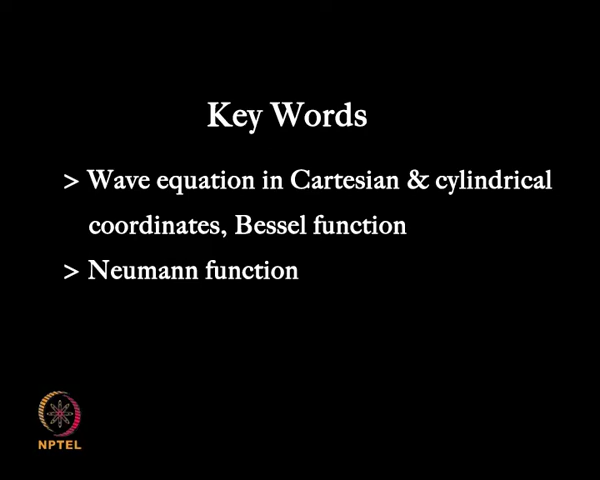 Key Words
> Wave equation in Cartesian & cylindrical
coordinates, Bessel function
> Neumann function
NPTEL